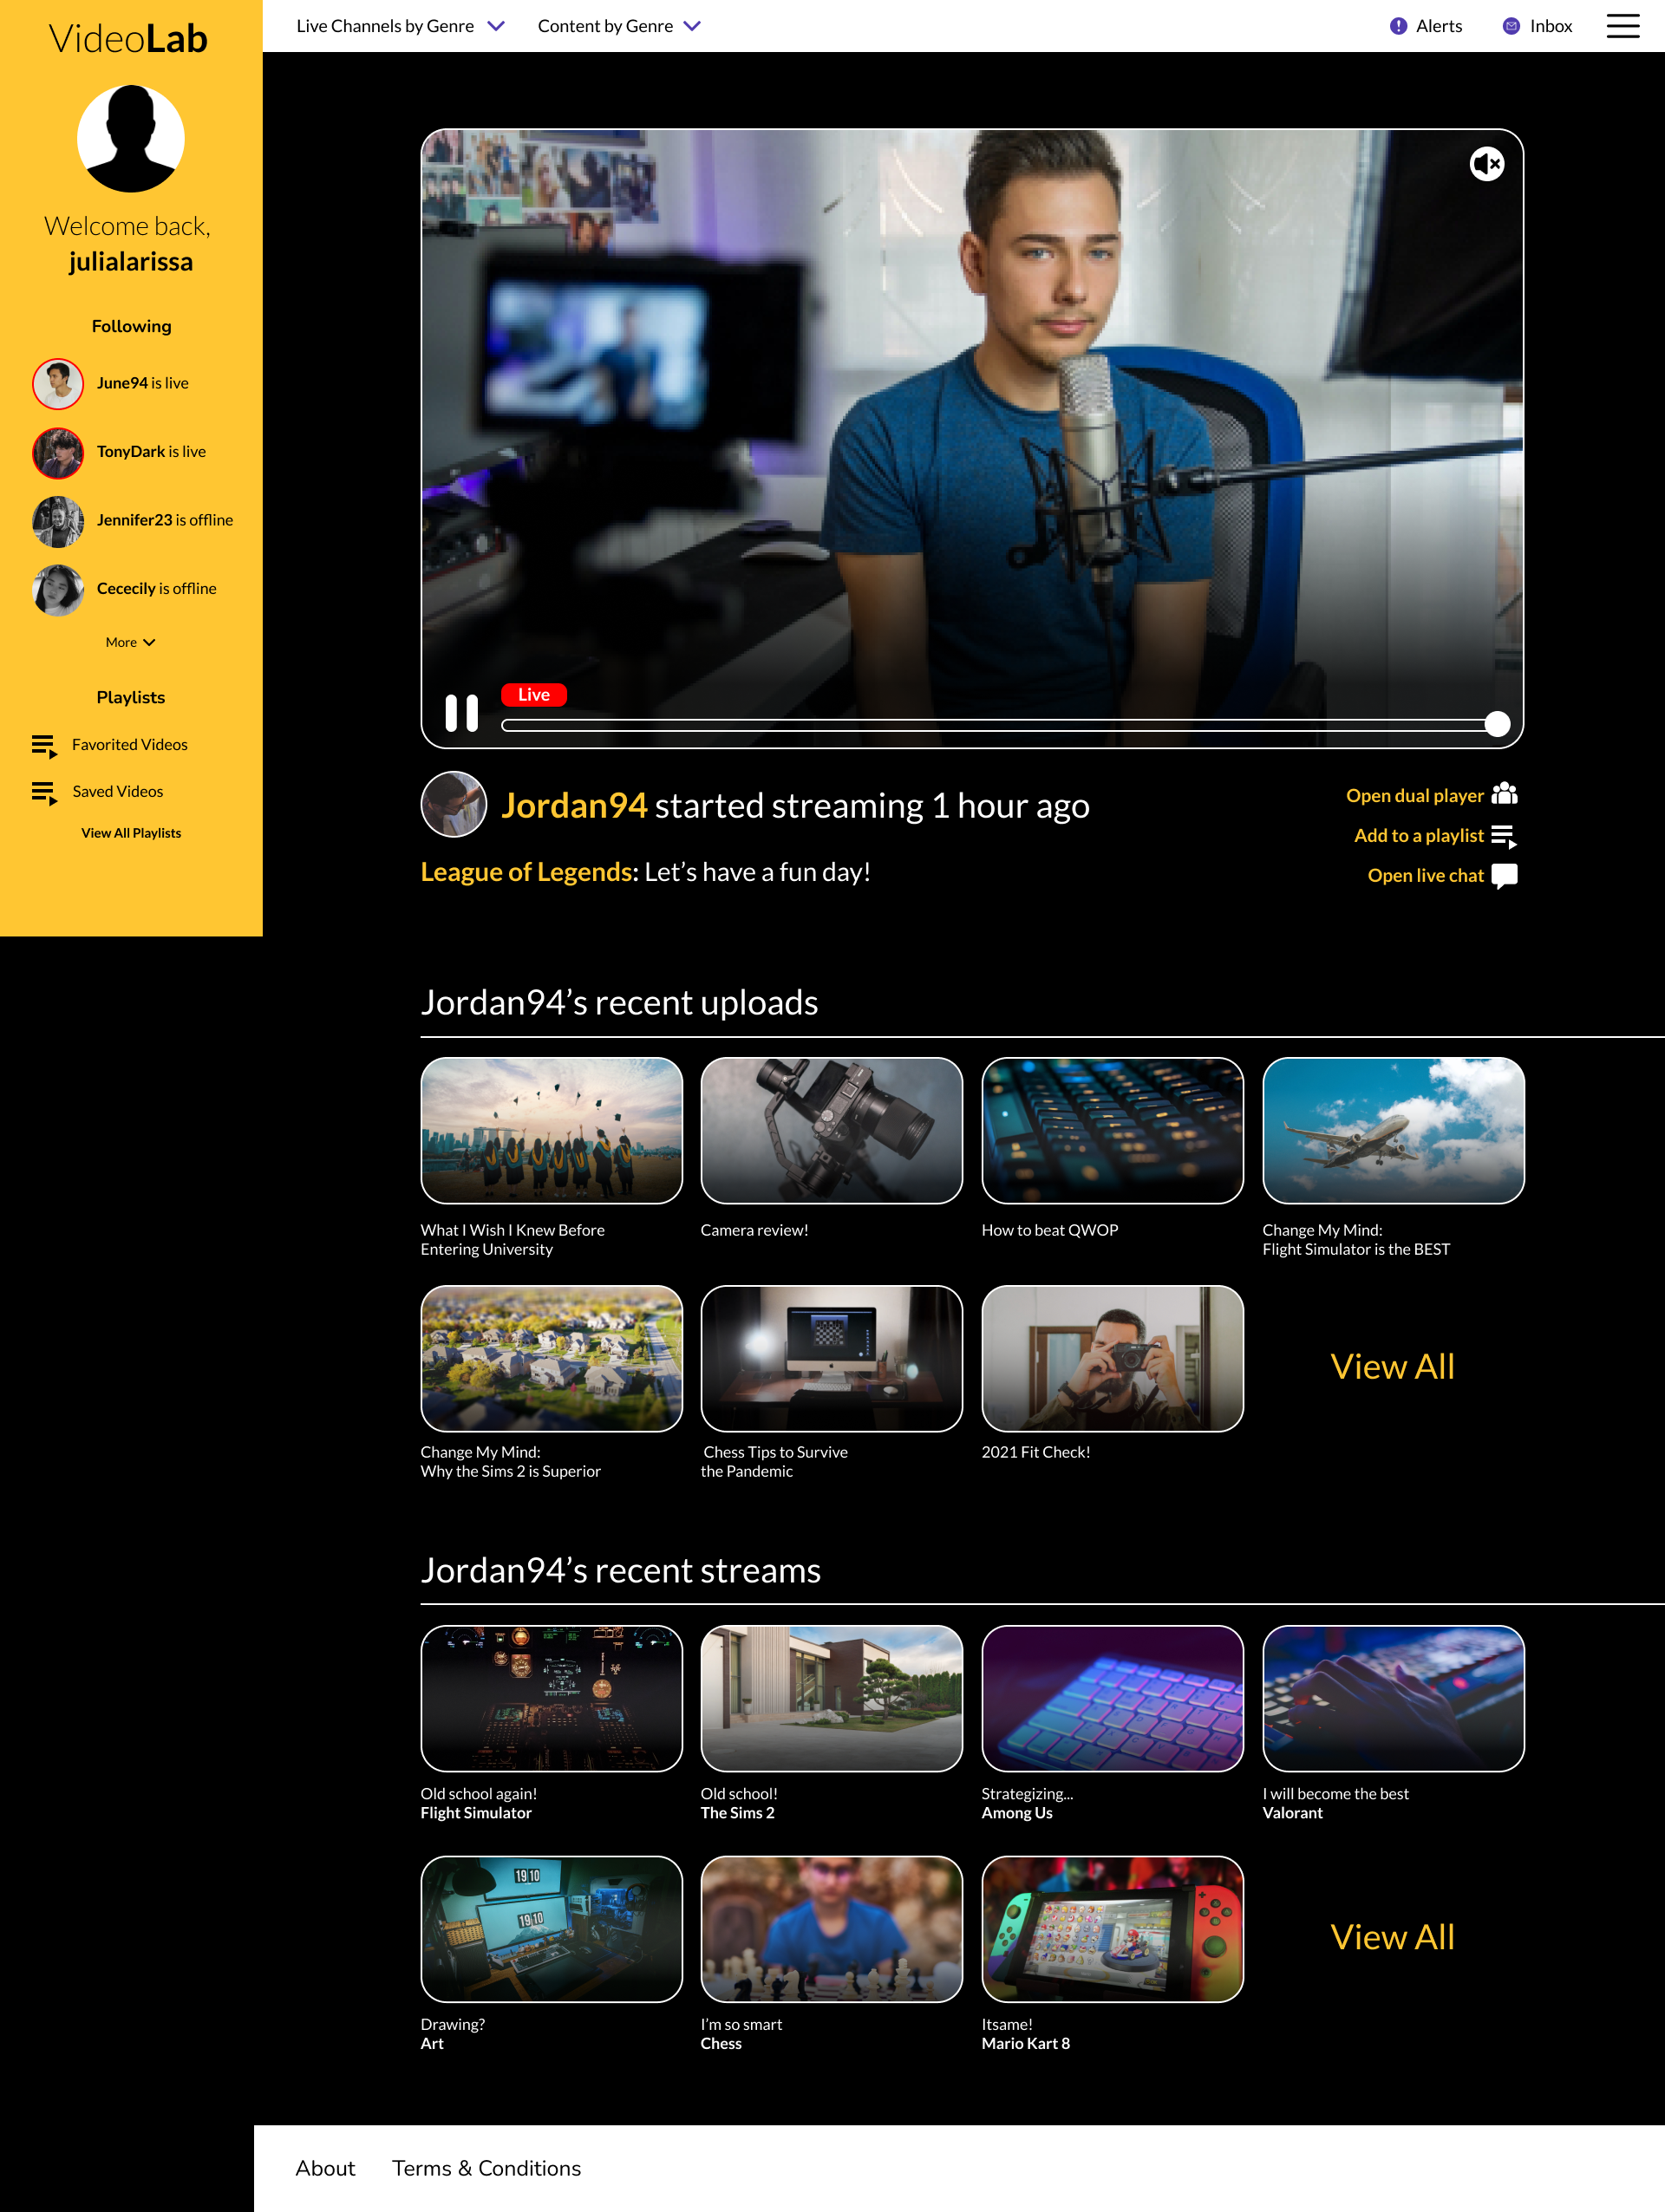 VideoLab
Live Channels by Genre
Content by Genre
Alerts
Inbox
Welcome back,
julialarissa
Following
June94 is live
TonyDark is live
Jennifer23 is offline
Cececily is offline
More
Playlists
Favorited Videos
Saved Videos
View All Playlists
Live
Jordan94 started streaming 1 hour ago
League of Legends: Let’s have a fun day!
Open dual player
Add to a playlist
Open live chat
Jordan94’s recent uploads
What I Wish I Knew Before
Entering University
Camera review!
How to beat QWOP
Change My Mind:
Flight Simulator is the BEST
Change My Mind:
Why the Sims 2 is Superior
Chess Tips to Survive
the Pandemic
2021 Fit Check!
View All
Jordan94’s recent streams
Old school again!
Flight Simulator
Old school!
The Sims 2
Strategizing...
Among Us
I will become the best
Valorant
19 10
19 10
Drawing?
Art
I’m so smart
Chess
Itsame!
Mario Kart 8
View All
About
Terms & Conditions